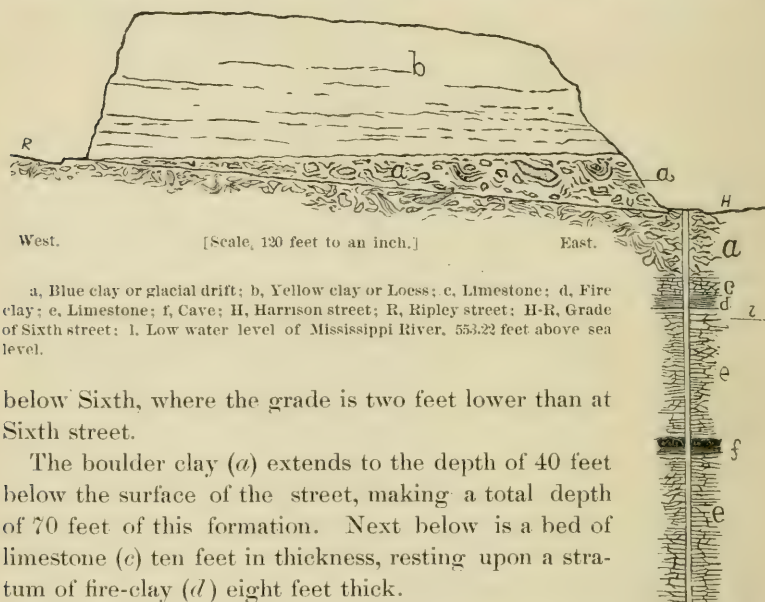 b
R
a
a
H
West. [Scale, 120 feet to an inch.] East.
a
c
d
l
e
f
e
a, Blue clay or glacial drift; b, Yellow clay or Loess; c, Limestone; d, Fire
clay; e, Limestone; f, Cave; H, Harrison street; R, Ripley street; H-R, Grade
of Sixth street; l. Low water level of Mississippi River, 553.22 feet above sea
level.
below Sixth, where the grade is two feet lower than at
Sixth street.
The boulder clay (a) extends to the depth of 40 feet
below the surface of the street, making a total depth
of 70 feet of this formation. Next below is a bed of
limestone (c) ten feet in thickness, resting upon a stra-
tum of fire-clay (d) eight feet thick.